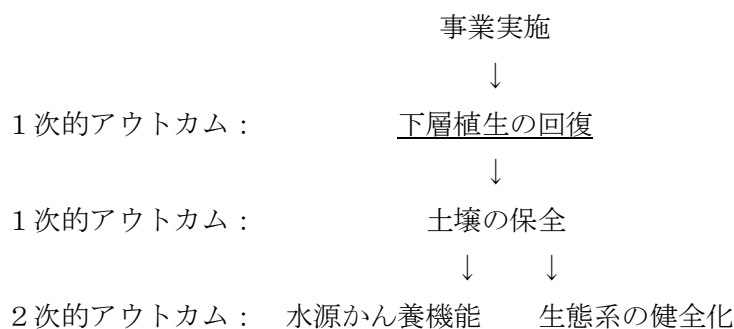 事業実施
↓
１次的アウトカム： 下層植生の回復
↓
１次的アウトカム： 土壌の保全
↓ ↓
２次的アウトカム： 水源かん養機能 生態系の健全化